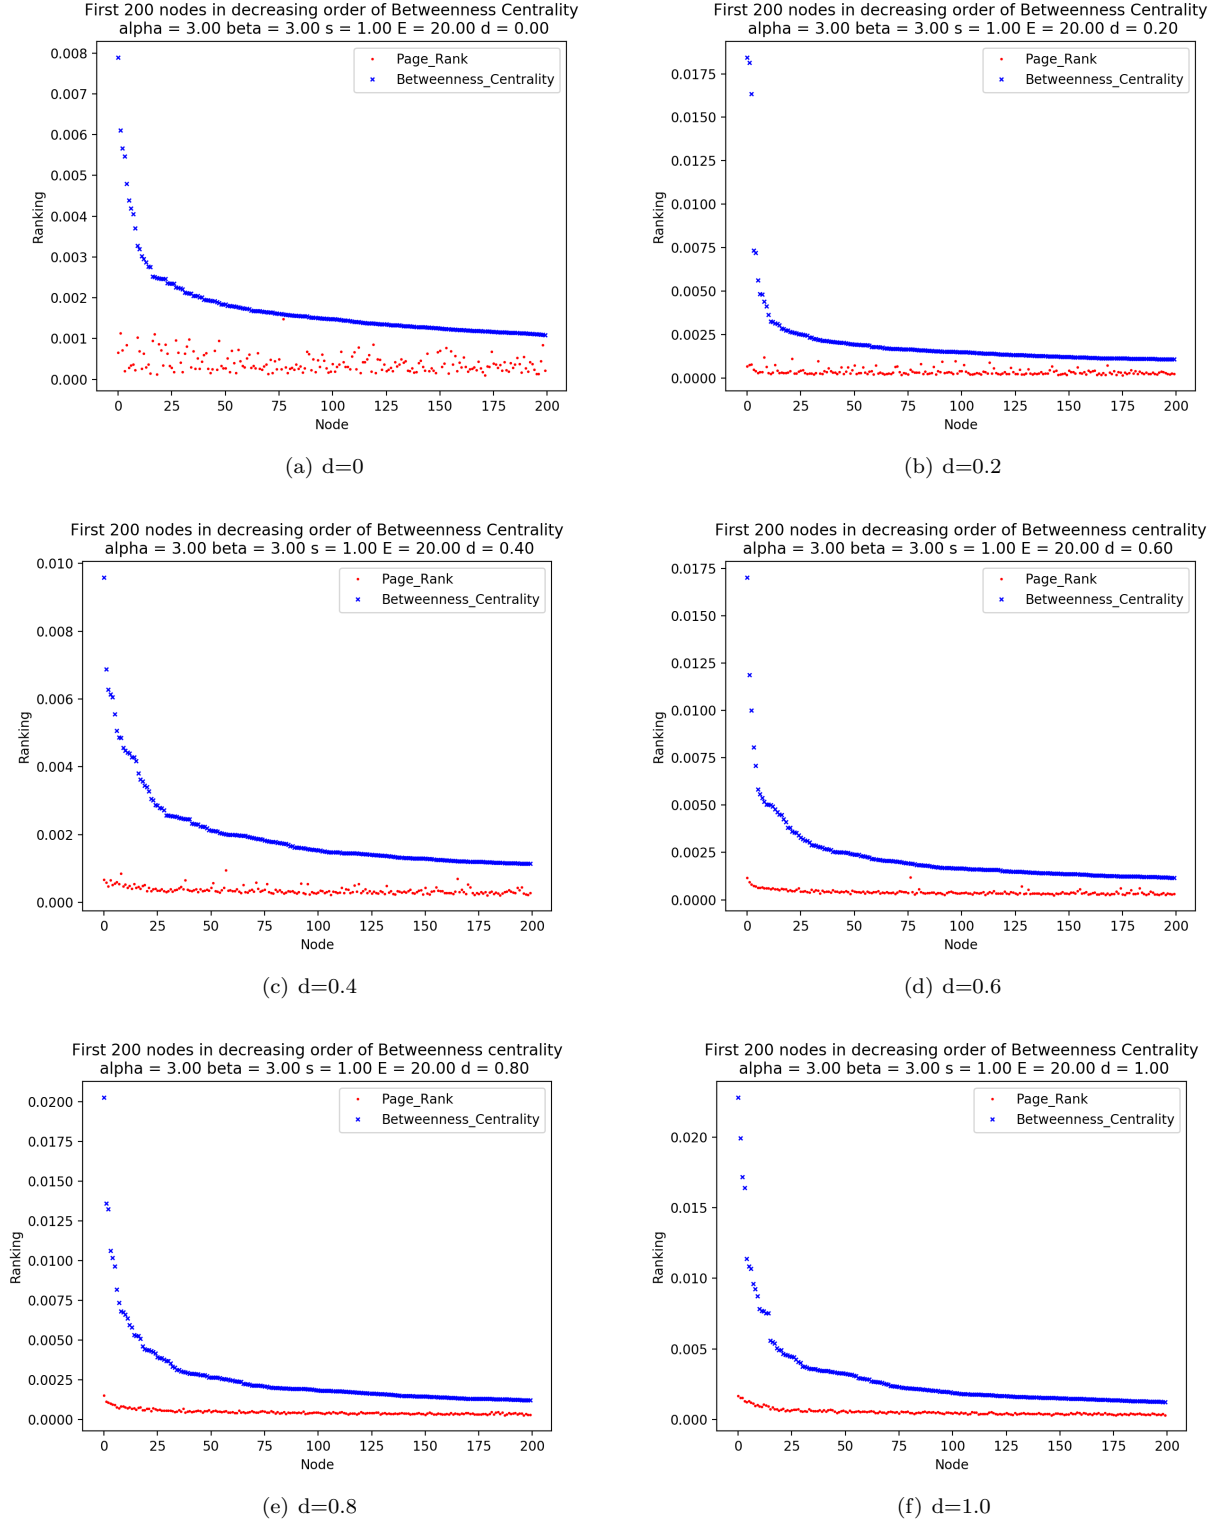 First 200 nodes in decreasing order of Betweenness Centrality
alpha = 3.00 beta = 3.00 s = 1.00 E = 20.00 d = 0.00
Page_Rank
Betweenness_Centrality
Ranking
0.008
0.007
0.006
0.005
0.004
0.003
0.002
0.001
0.000
0 25 50 75 100 125 150 175 200
Node
(a) d=0
First 200 nodes in decreasing order of Betweenness Centrality
alpha = 3.00 beta = 3.00 s = 1.00 E = 20.00 d = 0.20
Page_Rank
Betweenness_Centrality
Ranking
0.0175
0.0150
0.0125
0.0100
0.0075
0.0050
0.0025
0.0000
0 25 50 75 100 125 150 175 200
Node
(b) d=0.2
First 200 nodes in decreasing order of Betweenness Centrality
alpha = 3.00 beta = 3.00 s = 1.00 E = 20.00 d = 0.40
Page_Rank
Betweenness_Centrality
Ranking
0.010
0.008
0.006
0.004
0.002
0.000
0 25 50 75 100 125 150 175 200
Node
(c) d=0.4
First 200 nodes in decreasing order of Betweenness centrality
alpha = 3.00 beta = 3.00 s = 1.00 E = 20.00 d = 0.60
Page_Rank
Betweenness_Centrality
Ranking
0.0175
0.0150
0.0125
0.0100
0.0075
0.0050
0.0025
0.0000
0 25 50 75 100 125 150 175 200
Node
(d) d=0.6
First 200 nodes in decreasing order of Betweenness centrality
alpha = 3.00 beta = 3.00 s = 1.00 E = 20.00 d = 0.80
Page_Rank
Betweenness_Centrality
Ranking
0.0200
0.0175
0.0150
0.0125
0.0100
0.0075
0.0050
0.0025
0.0000
0 25 50 75 100 125 150 175 200
Node
(e) d=0.8
First 200 nodes in decreasing order of Betweenness Centrality
alpha = 3.00 beta = 3.00 s = 1.00 E = 20.00 d = 1.00
Page_Rank
Betweenness_Centrality
Ranking
0.020
0.015
0.010
0.005
0.000
0 25 50 75 100 125 150 175 200
Node
(f) d=1.0